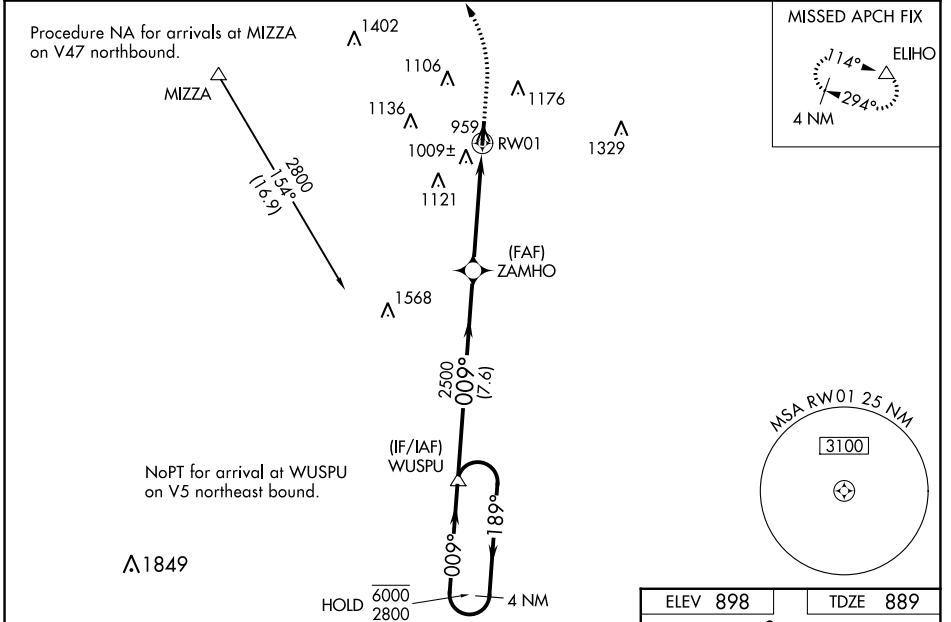 Procedure NA for arrivals at MIZZA
on V47 northbound.
MIZZA
2800
154°
(16.9)
1402
1106
1136
1176
959
RW01
1009±
1121
1329
MISSED APCH FIX
114°
ELIHO
294°
4 NM
(FAF)
ZAMHO
1568
2500
009°
(7.6)
(IF/IAF)
WUSPU
NoPT for arrival at WUSPU
on V5 northeast bound.
009°
189°
1849
HOLD
6000
2800
4 NM
MSA RW01 25 NM
3100
ELEV 898
TDZE 889